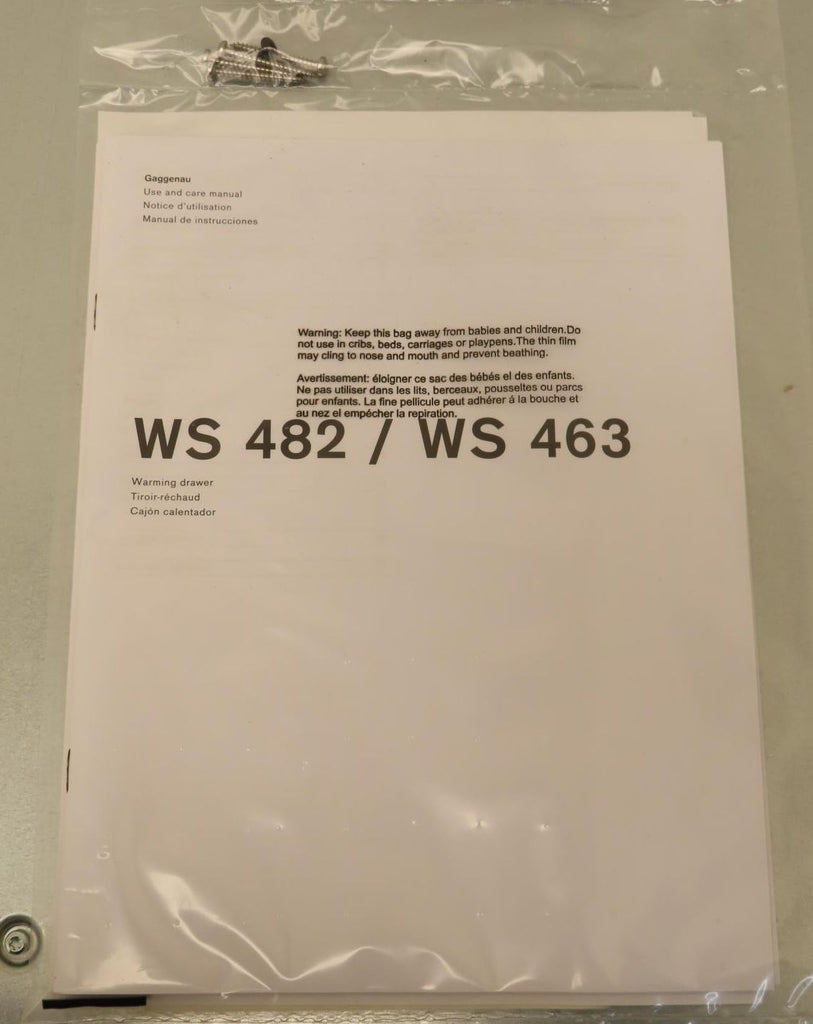 Gaggenau
Use and care manual
Notice d'utilisation
Manual de instrucciones
Warning: Keep this bag away from babies and children.Do
not use in cribs, beds, carriages or playpens.The thin film
may cling to nose and mouth and prevent beathing.
Avertissement: éloigner ce sac des bébés el des enfants.
Ne pas utiliser dans les lits, berceaux, pousseltes ou parcs
pour enfants. La fine pellicule peut adhérer á la bouche et
au nez el empécher la repiration.
WS 482 / WS 463
Warming drawer
Tiroir-réchaud
Cajón calentador